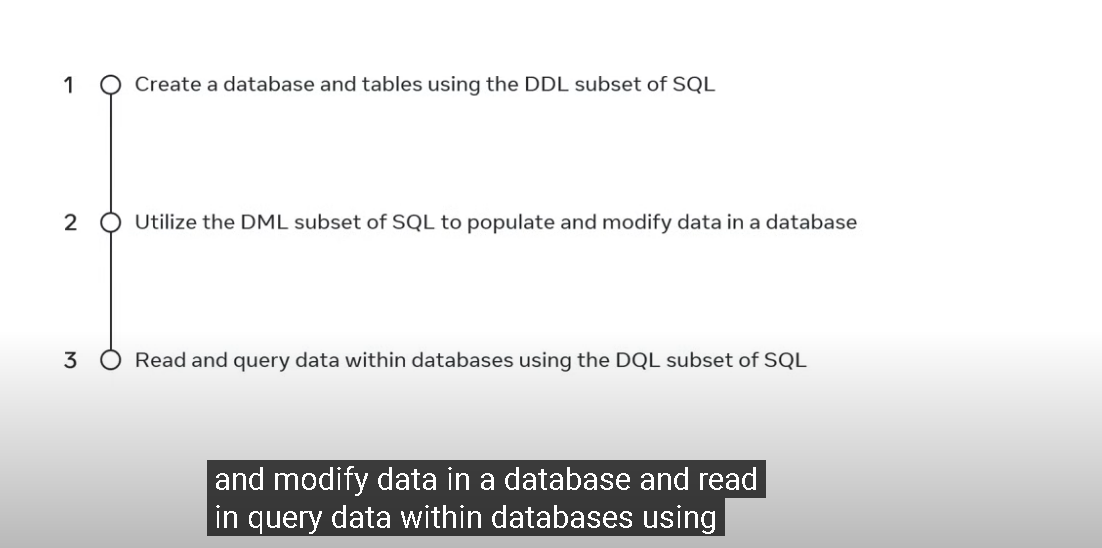 1 Create a database and tables using the DDL subset of SQL
2 Utilize the DML subset of SQL to populate and modify data in a database
3 Read and query data within databases using the DQL subset of SQL
and modify data in a database and read
in query data within databases using